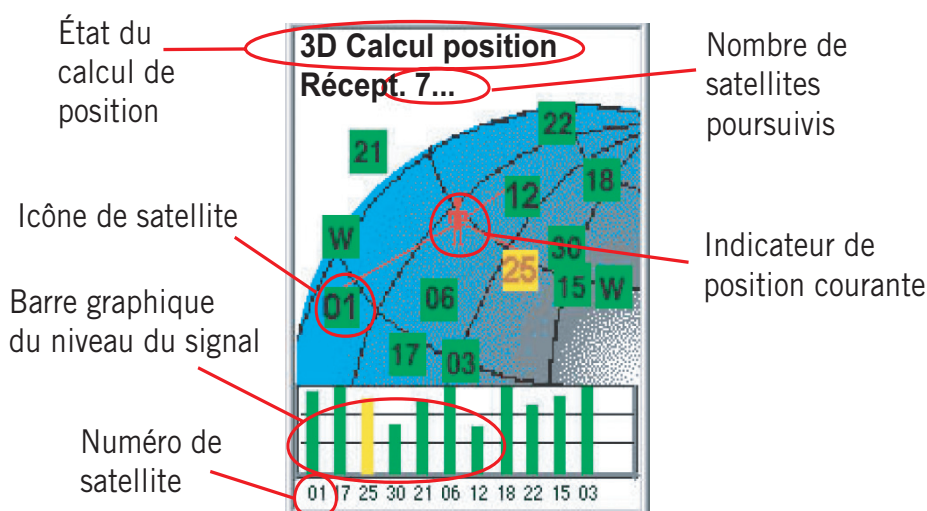 État du
calcul de
position
3D Calcul position
Récept. 7...
Nombre de
satellites
poursuivis
22
21
18
12
Icône de satellite
W
30
Indicateur de
position courante
25
15 W
01
06
Barre graphique
du niveau du signal
17
03
Numéro de
satellite
01 17 25 30 21 06 12 18 22 15 03